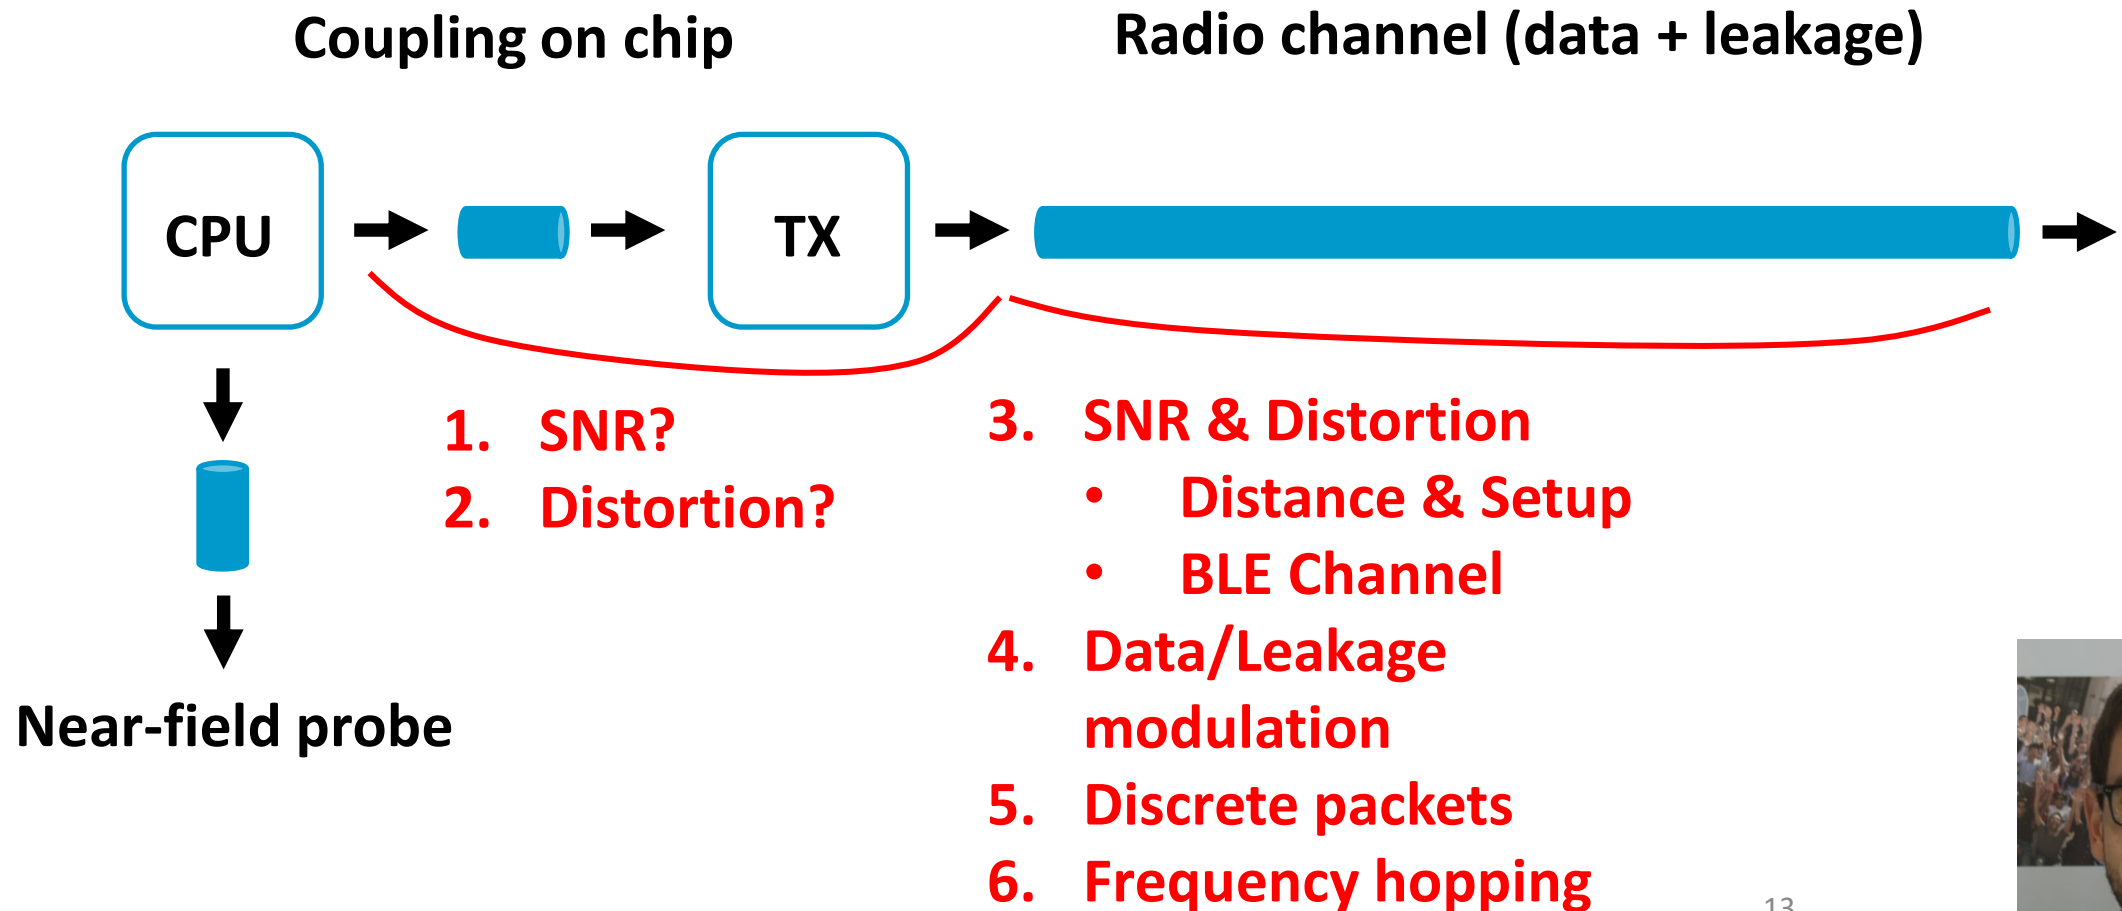 Coupling on chip
Radio channel (data + leakage)
CPU
TX
Near-field probe
1. SNR?
2. Distortion?
3. SNR & Distortion
• Distance & Setup
• BLE Channel
4. Data/Leakage
modulation
5. Discrete packets
6. Frequency hopping
13